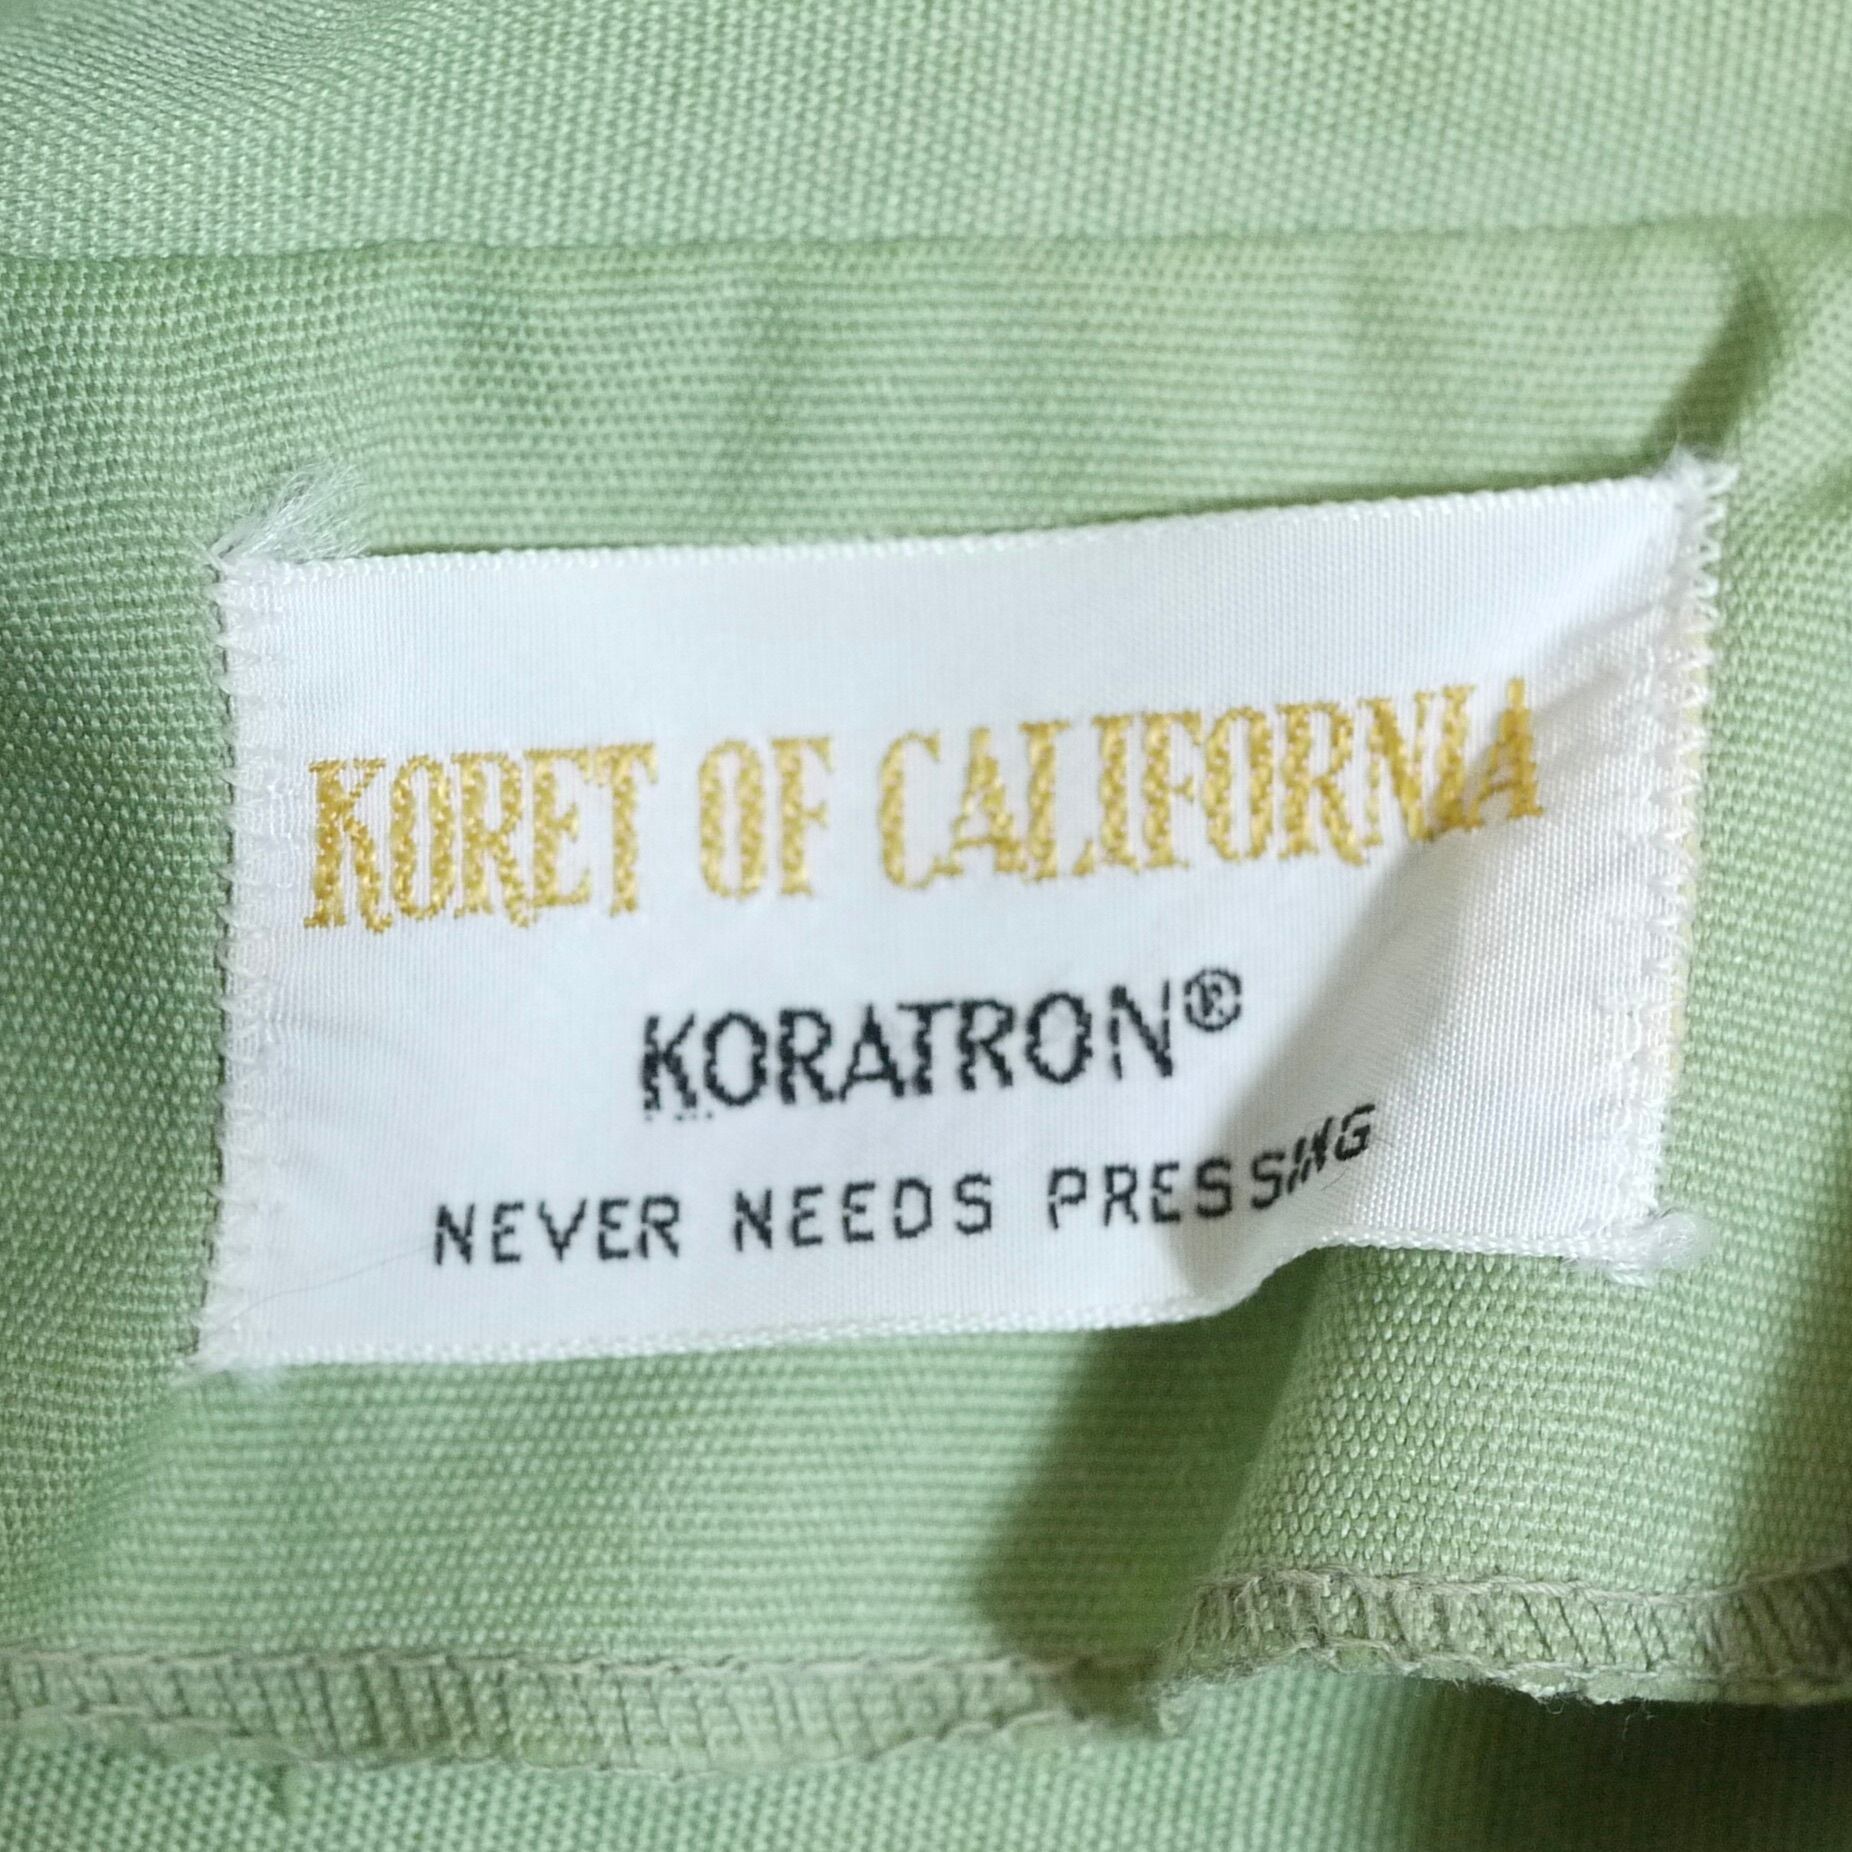 KORET OF CALIFORNIA
KORATRON®
NEVER NEEDS PRESSING